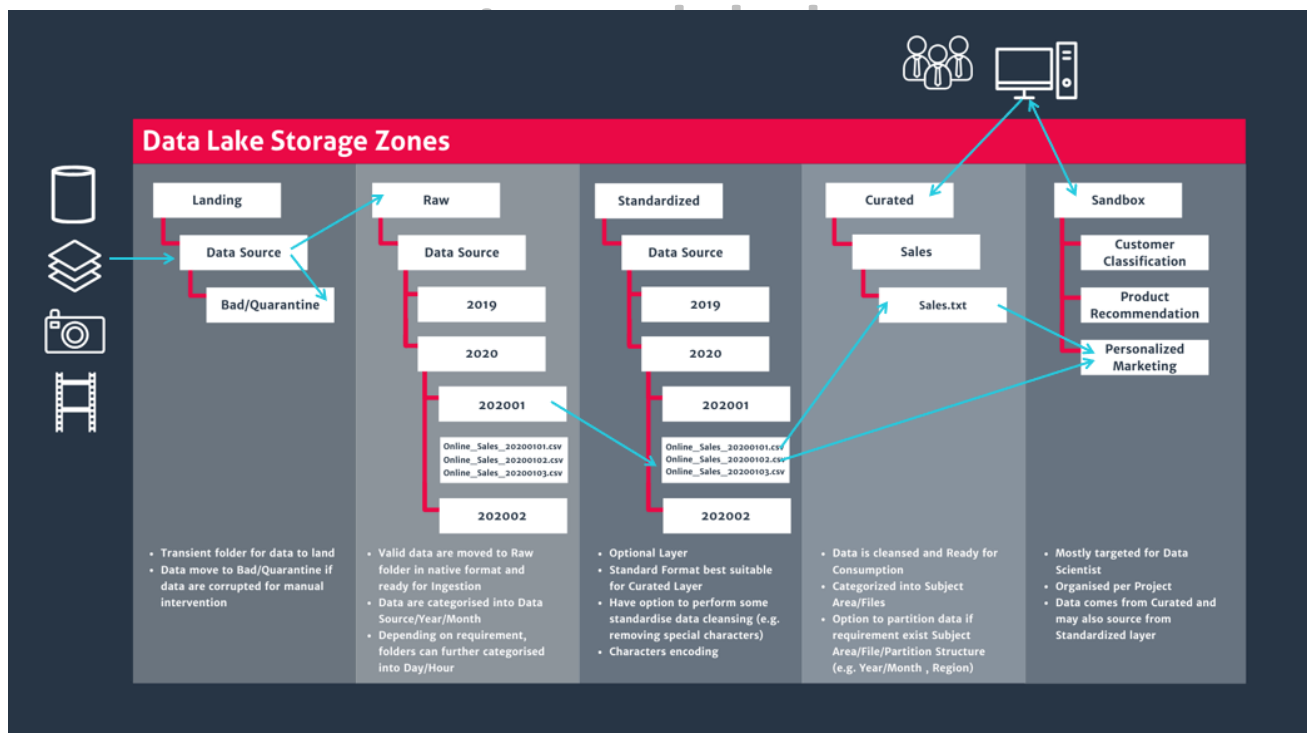 Data Lake Storage Zones
Landing
Data Source
Bad/Quarantine
• Transient folder for data to land
• Data move to Bad/Quarantine if
data are corrupted for manual
intervention
Raw
Data Source
2019
2020
202001
Online_Sales_20200101.csv
Online_Sales_20200102.csv
Online_Sales_20200103.csv
202002
• Valid data are moved to Raw
folder in native format and
ready for Ingestion
• Data are categorised into Data
Source/Year/Month
• Depending on requirement,
folders can further categorised
into Day/Hour
Standardized
Data Source
2019
2020
202001
Online_Sales_20200101.csv
Online_Sales_20200102.csv
Online_Sales_20200103.csv
202002
• Optional Layer
• Standard Format best suitable
for Curated Layer
• Have option to perform some
standardise data cleansing (e.g.
removing special characters)
• Characters encoding
Curated
Sales
Sales.txt
• Data is cleansed and Ready for
Consumption
• Categorized into Subject
Area/Files
• Option to partition data if
requirement exist Subject
Area/File/Partition Structure
(e.g. Year/Month , Region)
Sandbox
Customer
Classification
Product
Recommendation
Personalized
Marketing
• Mostly targeted for Data
Scientist
• Organised per Project
• Data comes from Curated and
may also source from
Standardized layer